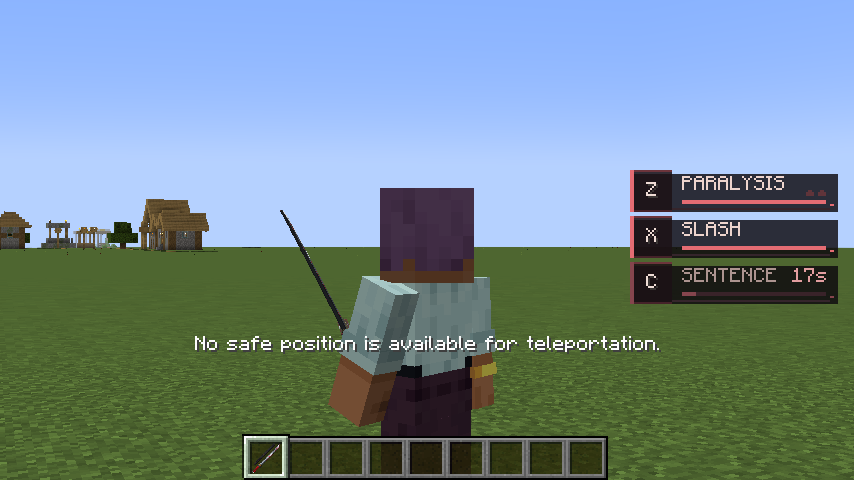 Z PARALYSIS
X SLASH
C SENTENCE 17s
No safe position is available for teleportation.